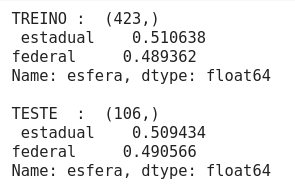 TREINO :  (423,)
 estadual    0.510638
federal     0.489362
Name: esfera, dtype: float64

TESTE  :  (106,)
 estadual    0.509434
federal     0.490566
Name: esfera, dtype: float64